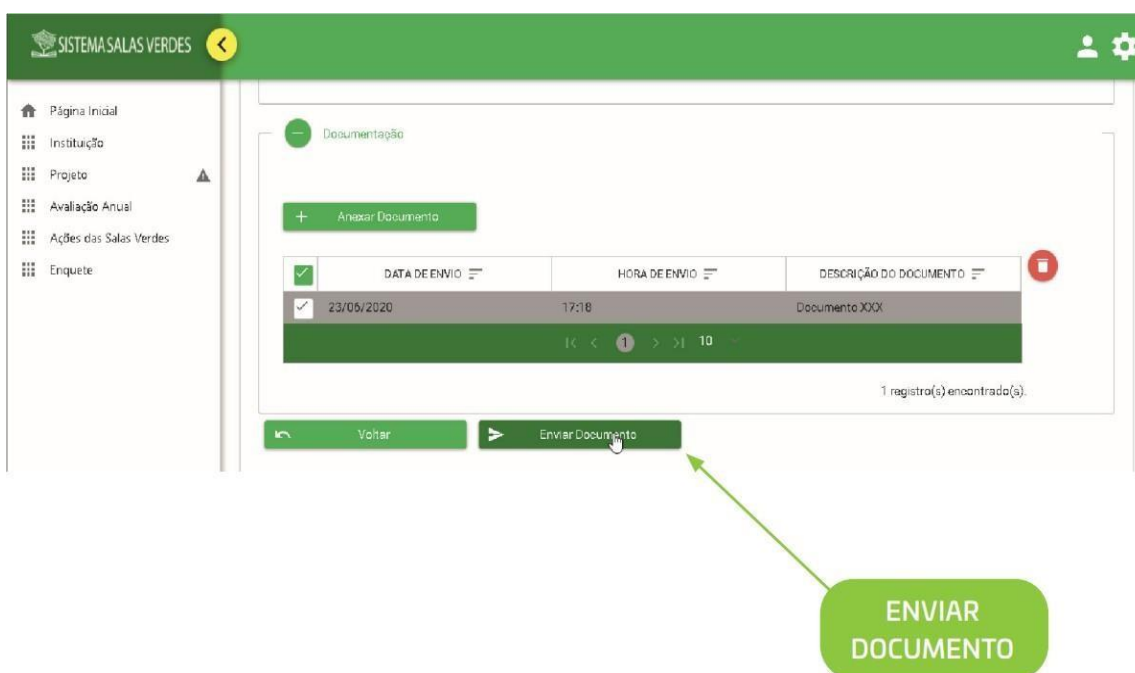 SISTEMA SALAS VERDES
Página Inicial
Instituição
Projeto
Avaliação Anual
Ações das Salas Verdes
Enquete
Documentação
+ Anexar Documento
DATA DE ENVIO HORA DE ENVIO DESCRIÇÃO DO DOCUMENTO
23/06/2020 17:18 Documento XXX
1 10
1 registro(s) encontrado(s).
Voltar Enviar Documento
ENVIAR
DOCUMENTO